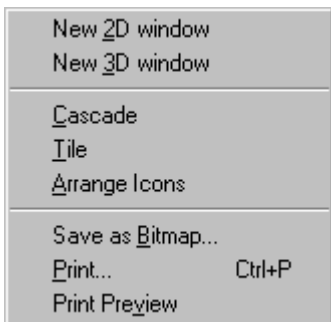 New 2D window
New 3D window
Cascade
Tile
Arrange Icons
Save as Bitmap...
Print... Ctrl+P
Print Preview